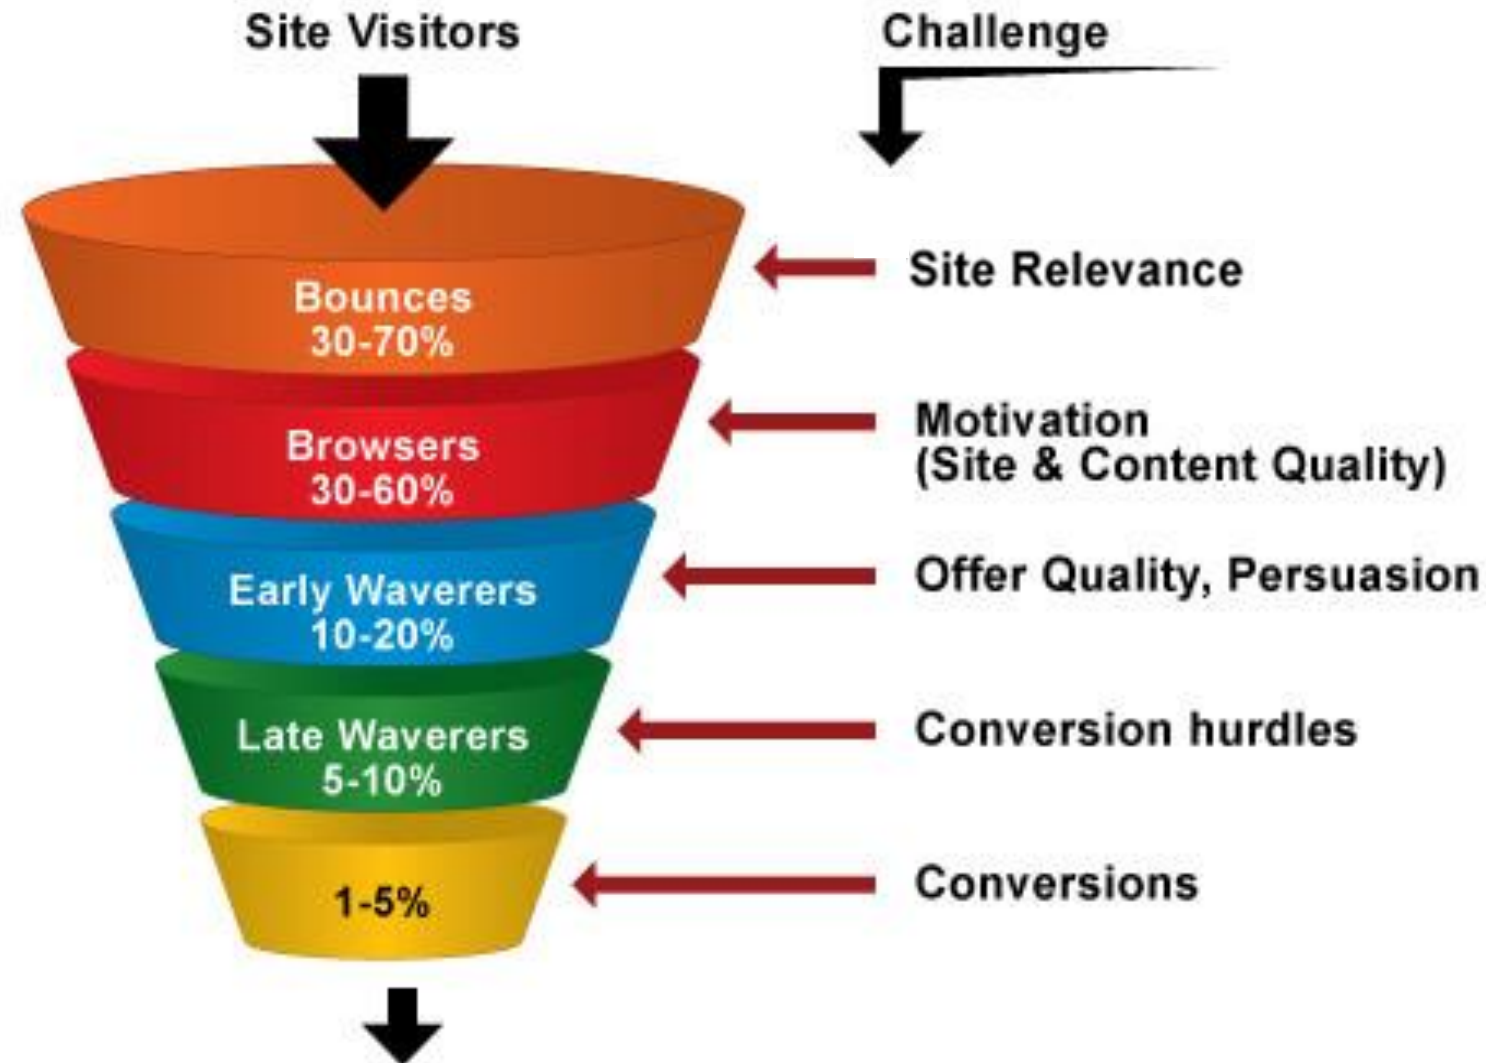 Site Visitors
Challenge
Bounces
30-70%
Site Relevance
Browsers
30-60%
Motivation
(Site & Content Quality)
Early Waverers
10-20%
Offer Quality, Persuasion
Late Waverers
5-10%
Conversion hurdles
1-5%
Conversions